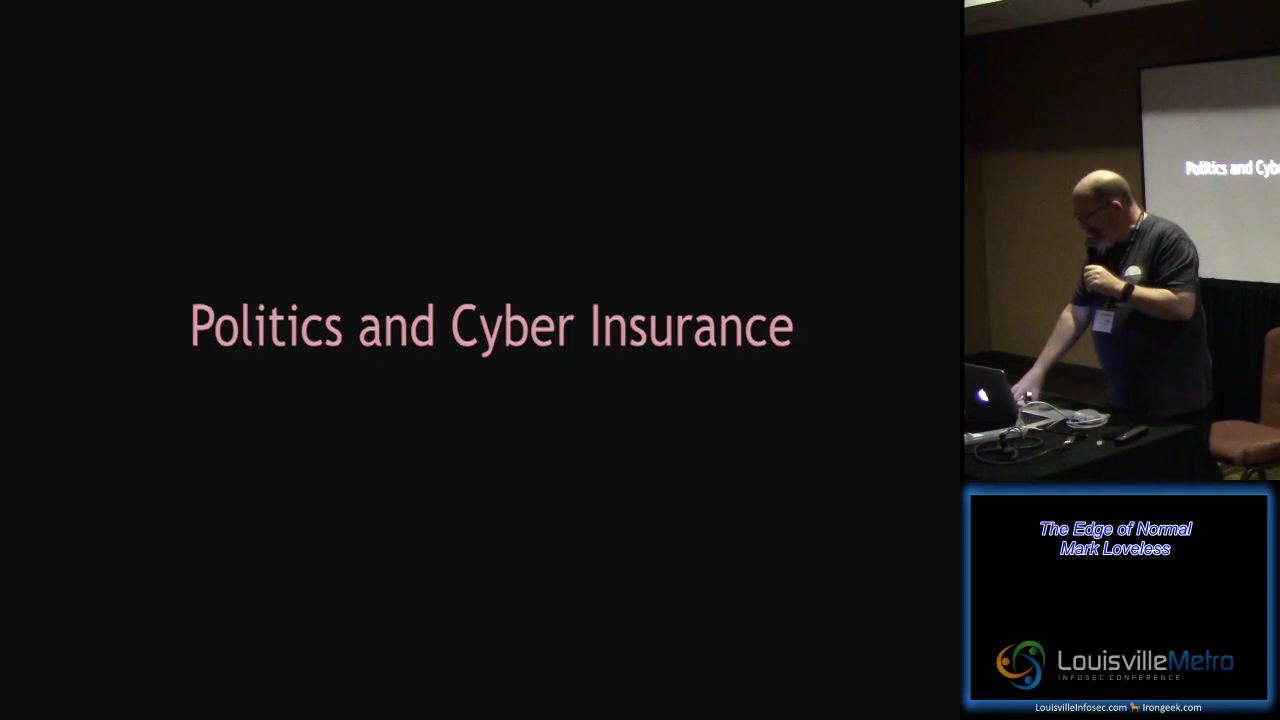 Politics and Cyber Insurance
Politics and Cybe
The Edge of Normal
Mark Loveless
LouisvilleMetro
INFOSEC CONFERENCE
LouisvilleInfosec.com Irongeek.com